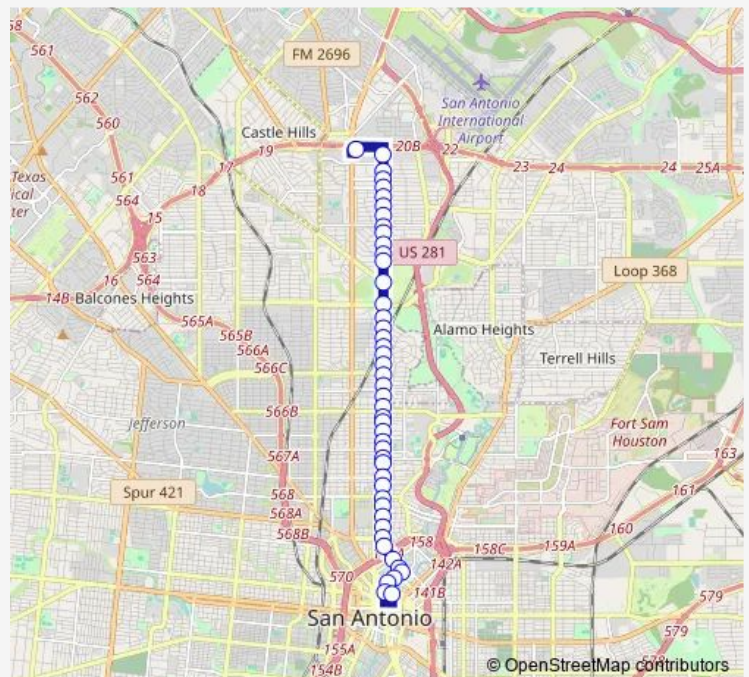 58
561
FM 2696
562
San Antonio
International
Airport
560
Castle Hills
19
20B
22
23
24
24
25A
17
561
18
Texas
564
15
563
US 281
564
16
Loop 368
14B
Balcones Heights
565A
565B
Alamo Heights
566A
Terrell Hills
566C
566B
Jefferson
Fort Sam
Houston
567A
163
Spur 421
568
161
568A
160
568B
158
158C
159A
142A
570
141B
579
San Antonio
579
155A
154B
© OpenStreetMap contributors